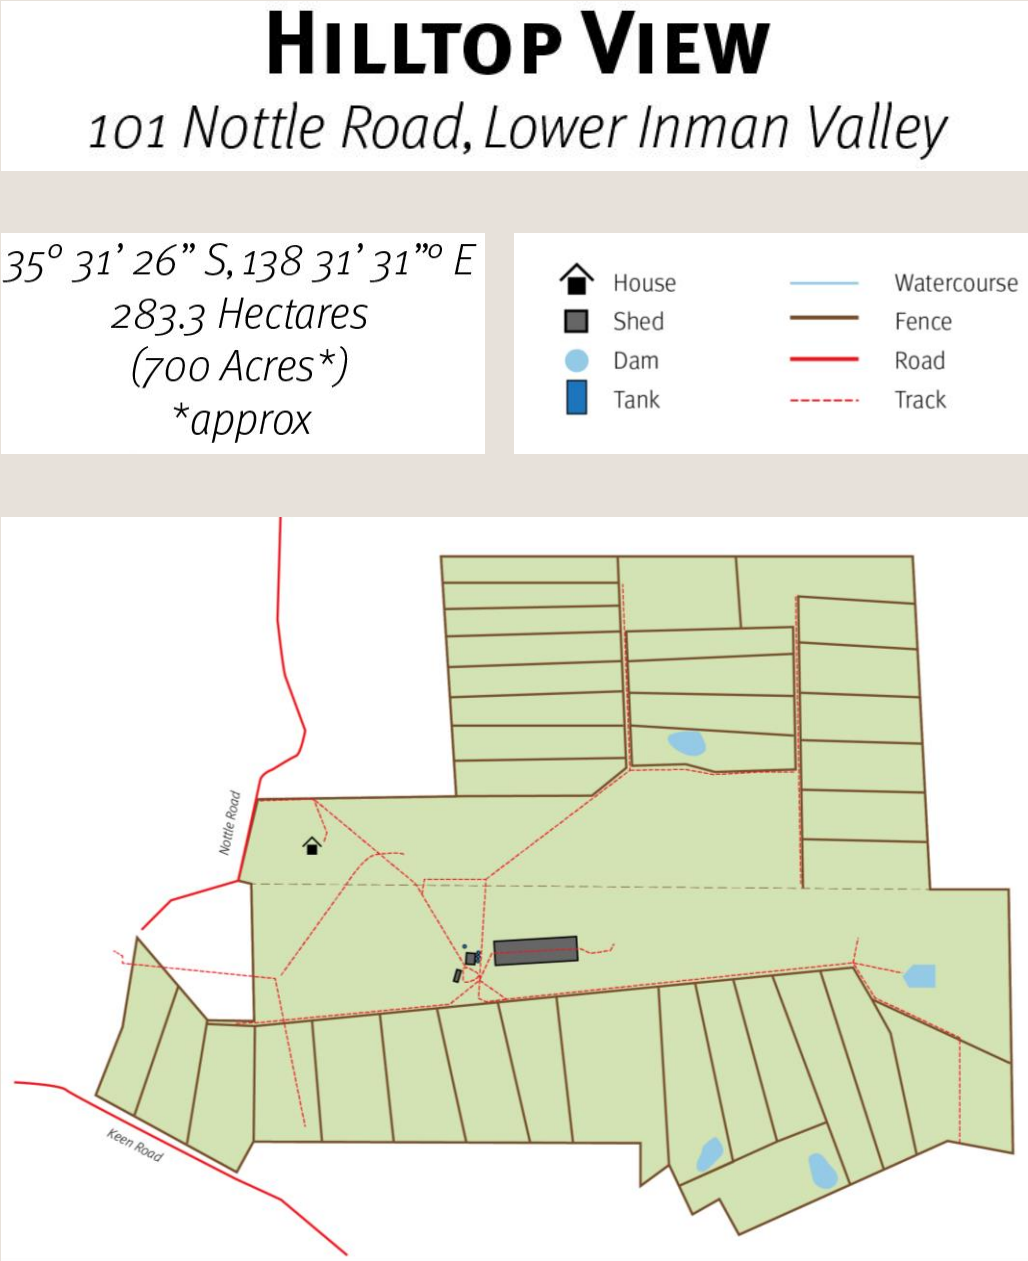 HILLTOP VIEW
101 Nottle Road, Lower Inman Valley
35º 31’ 26” S, 138 31’ 31”º E
283.3 Hectares
(700 Acres*)
*approx
House
Shed
Dam
Tank
Watercourse
Fence
Road
Track
Nottle Road
Keen Road